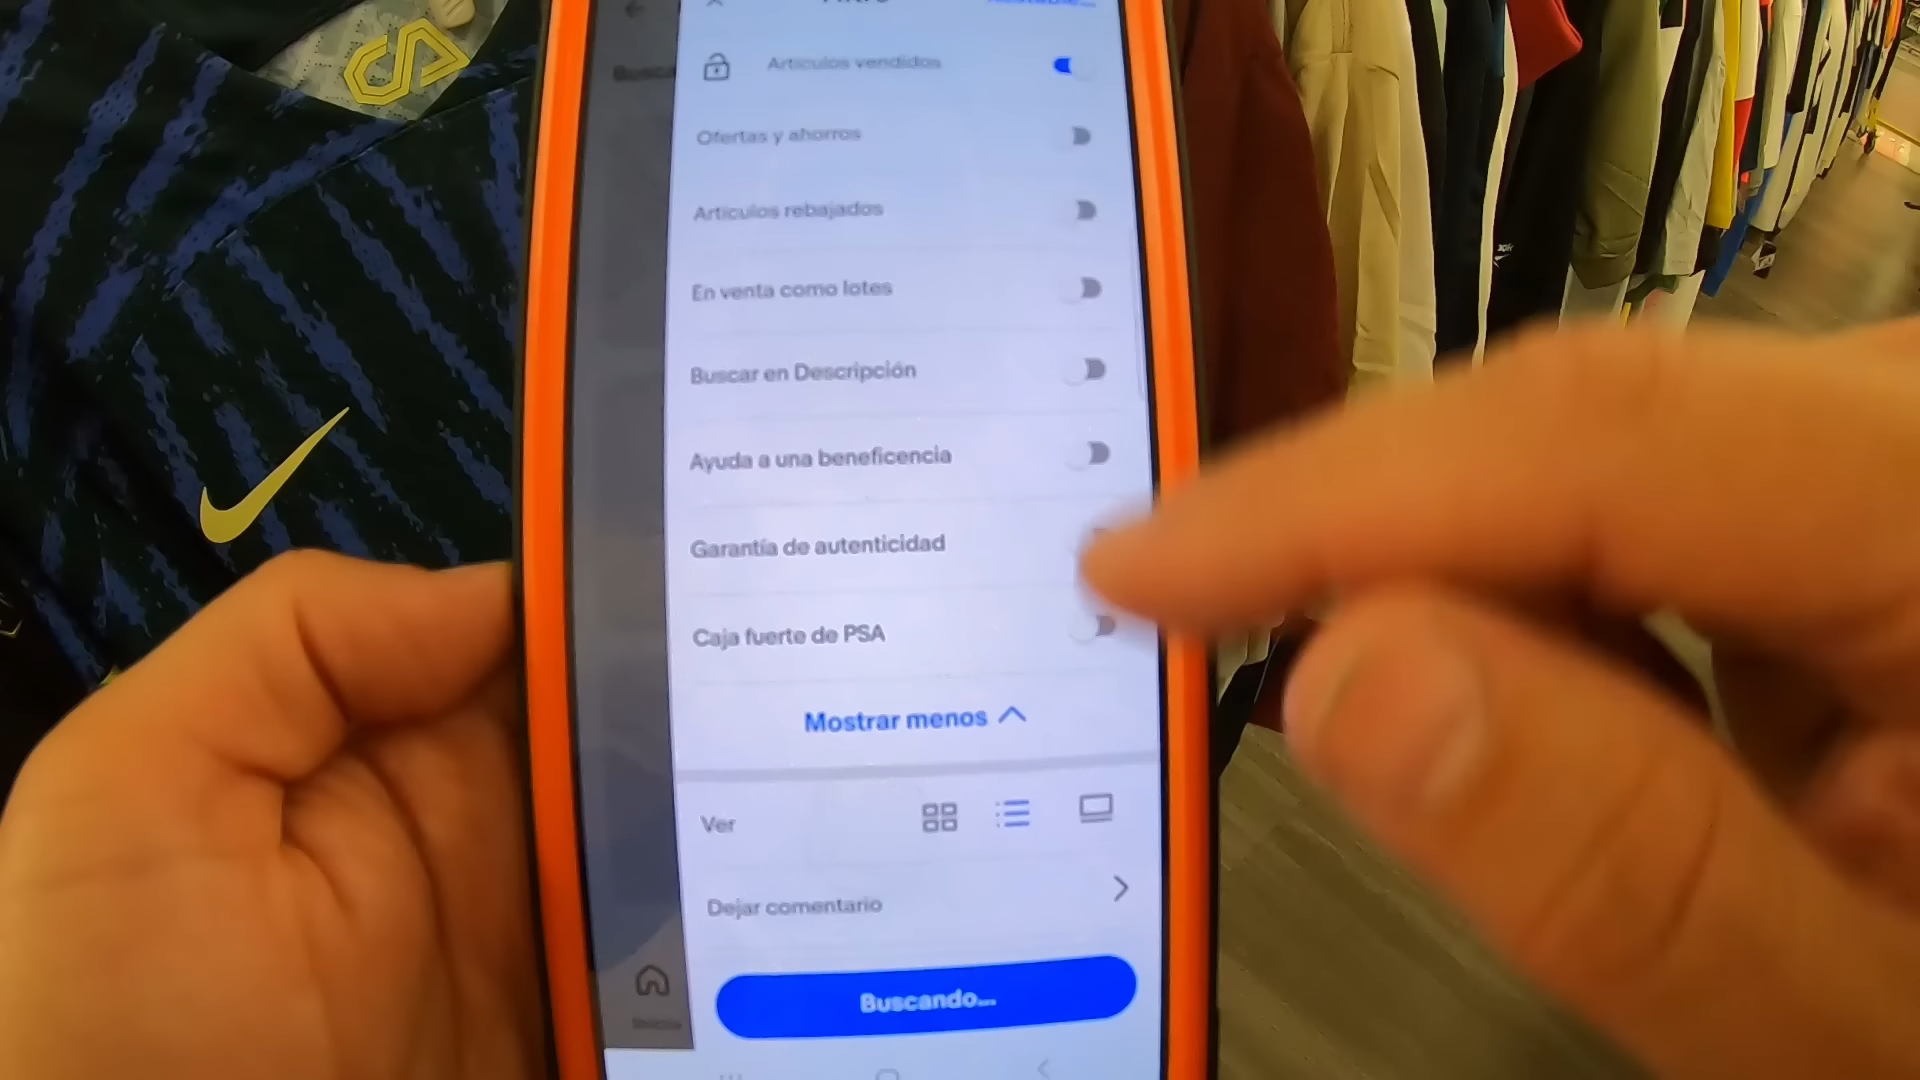 Busca
Artículos vendidos
Ofertas y ahorros
Artículos rebajados
En venta como lotes
Buscar en Descripción
Ayuda a una beneficencia
Garantía de autenticidad
Caja fuerte de PSA
Mostrar menos
Ver
Dejar comentario
Buscando...